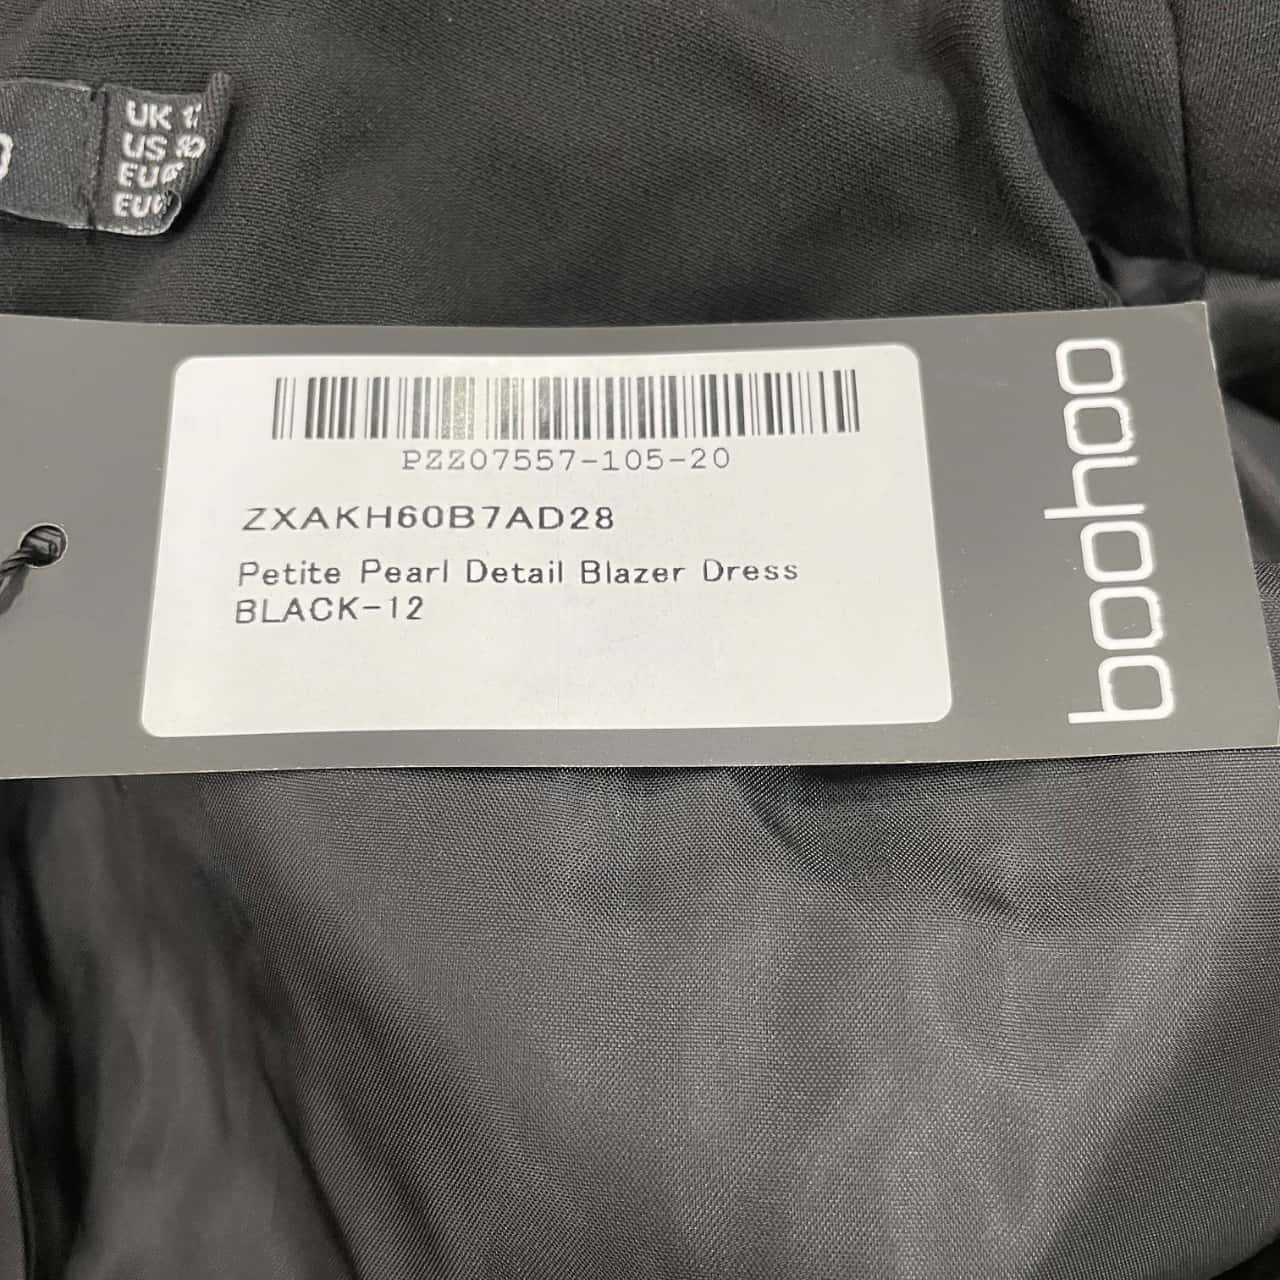 UK
US
EU
EU
PZZ07557-105-20
ZXAKH60B7AD28
Petite Pearl Detail Blazer Dress
BLACK-12
boohoo